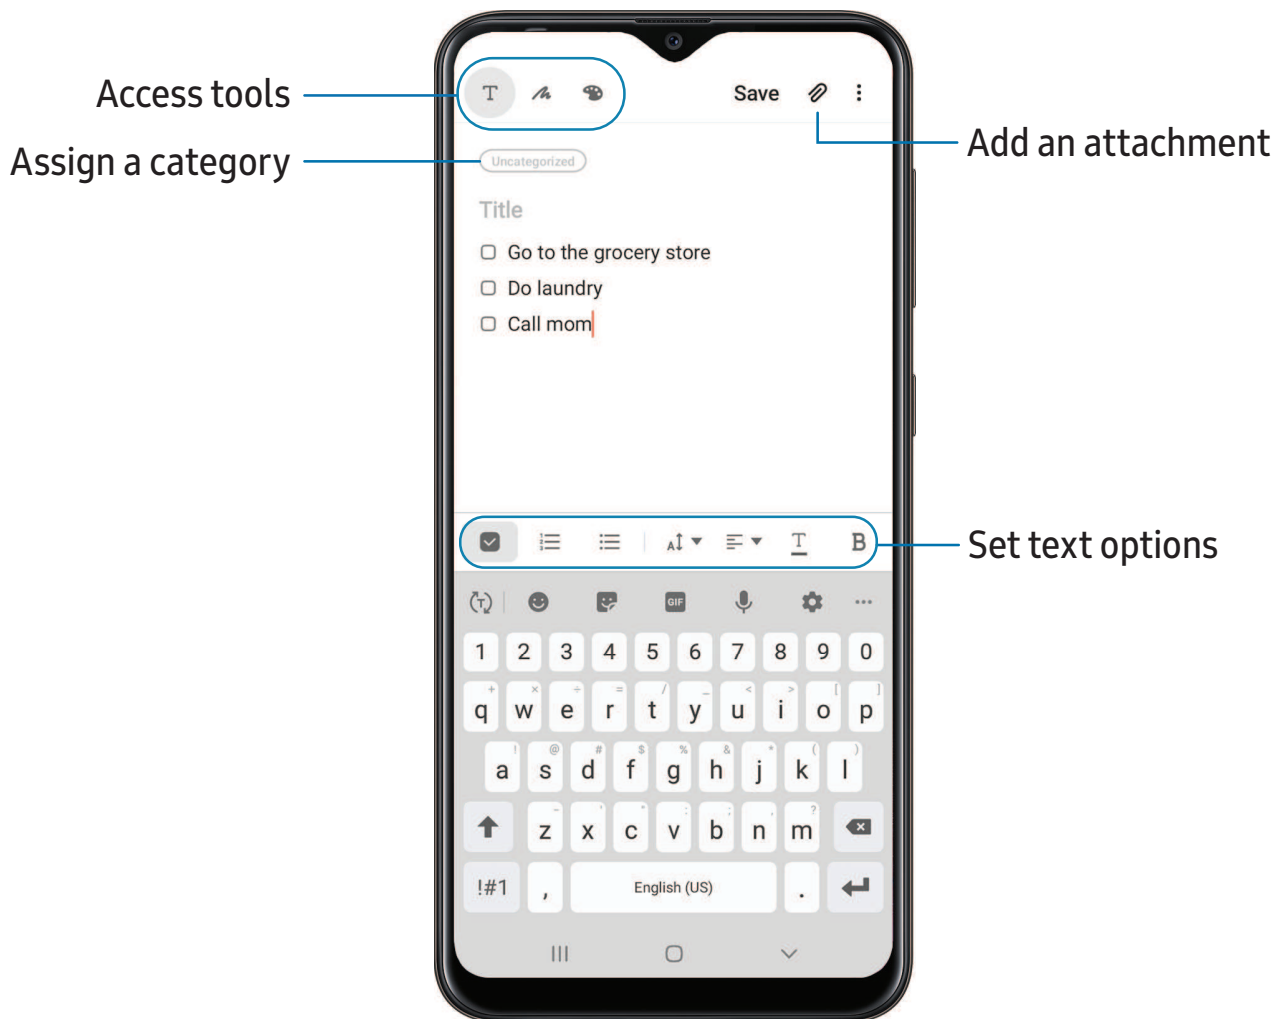 Access tools
T
Save
Add an attachment
Assign a category
Uncategorized
Title
Go to the grocery store
Do laundry
Call mom
A T B
Set text options
T GIF
1 2 3 4 5 6 7 8 9 0
+ × ÷ = / _ < > [ ]
q w e r t y u i o p
! @ # $ % & * ( )
a s d f g h j k l
- ' " : ; , ?
z x c v b n m
!#1 , English (US) .